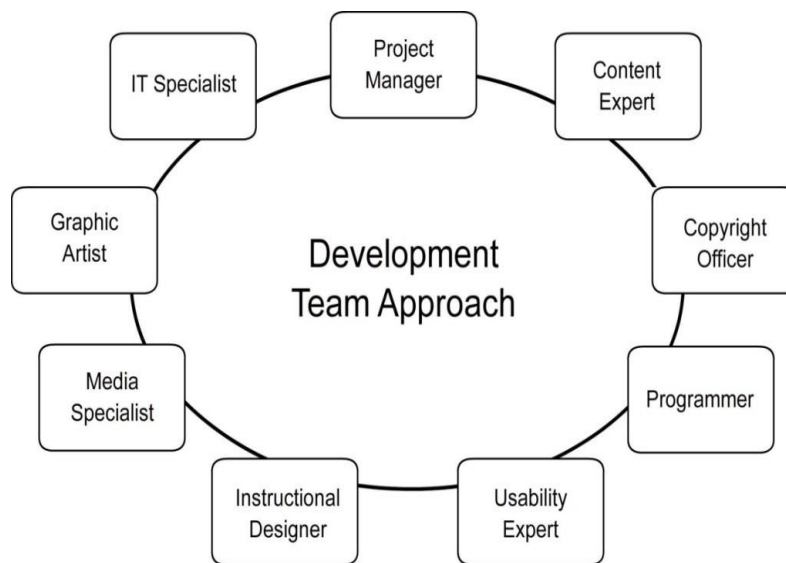 Project
Manager
IT Specialist
Content
Expert
Graphic
Artist
Copyright
Officer
Development
Team Approach
Media
Specialist
Programmer
Instructional
Designer
Usability
Expert